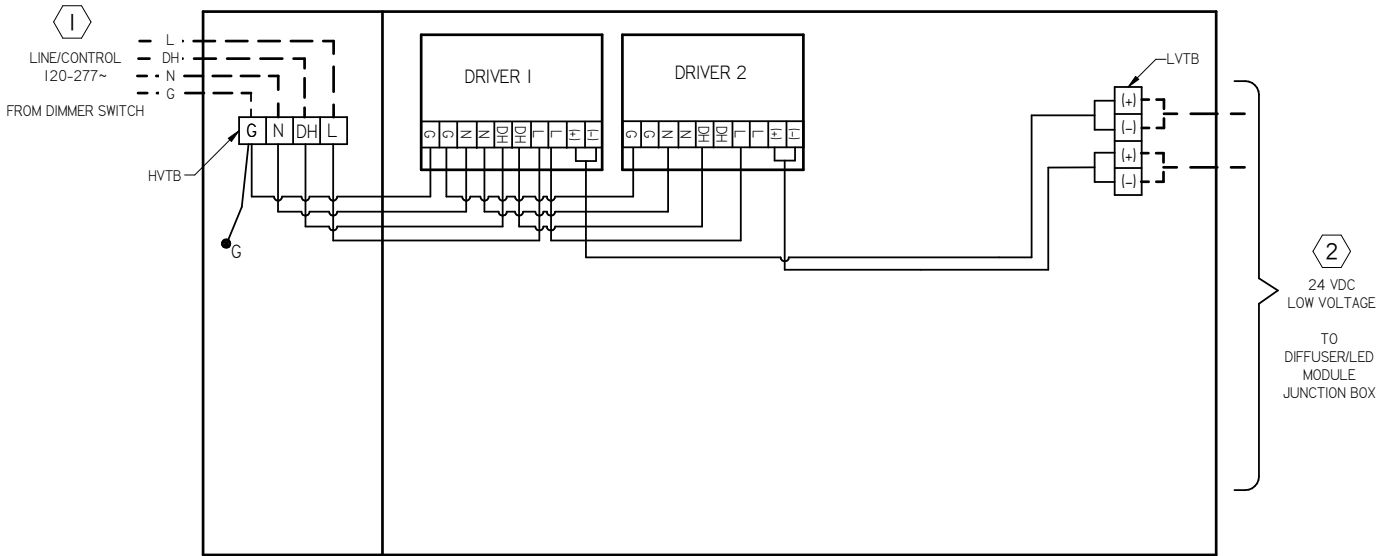 1
LINE/CONTROL
120-277~
FROM DIMMER SWITCH
L
DH
N
G
G N DH L
HVTB
G
DRIVER 1
G G N N DH DH L L (+) (-)
DRIVER 2
G G N N DH DH L L (+) (-)
LVTB
(+)
(-)
(+)
(-)
2
24 VDC
LOW VOLTAGE
TO
DIFFUSER/LED
MODULE
JUNCTION BOX